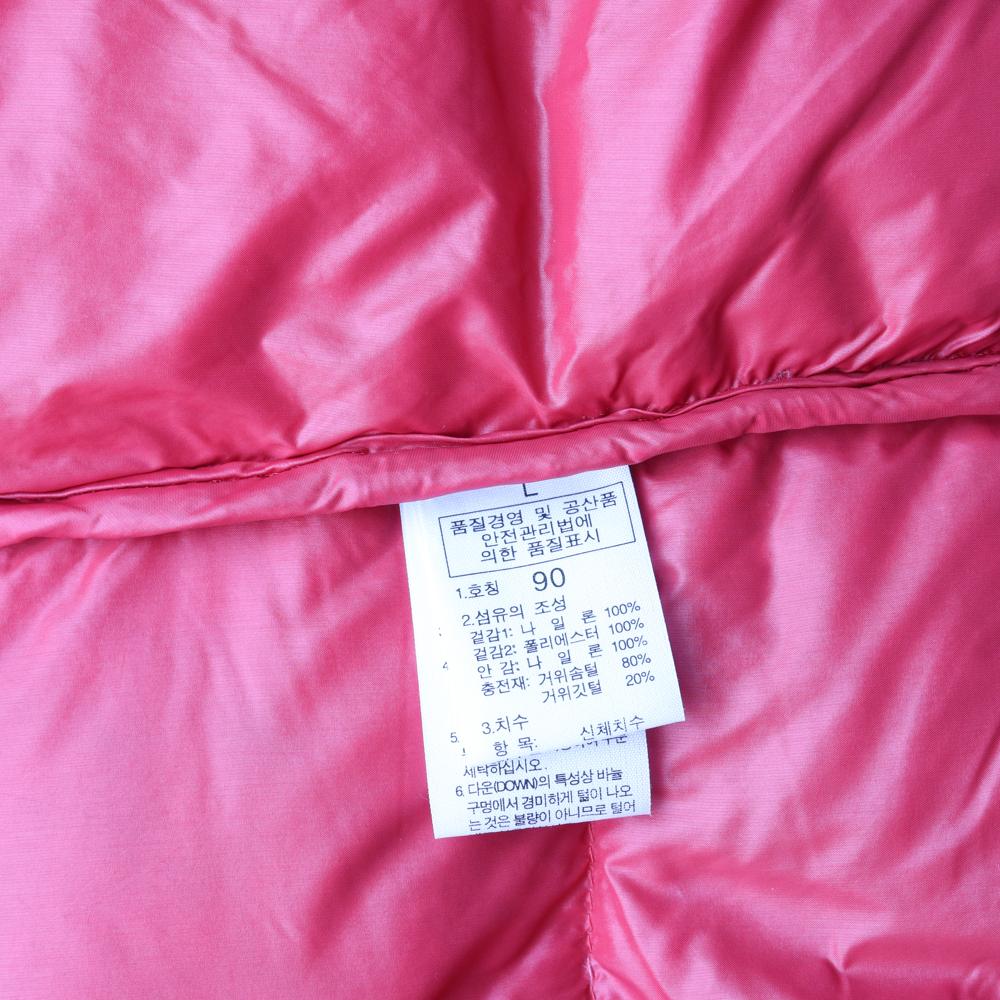 L
품질경영 및 공산품
안전관리법에
의한 품질표시
1.호칭 90
2.섬유의 조성
겉감1: 나 일 론 100%
겉감2: 폴리에스터 100%
안 감: 나 일 론 100%
충전재: 거위솜털 80%
거위깃털 20%
3.치수
항 목: 신체치수
4
5.
세탁하십시오.
6. 다운(DOWN)의 특성상 바늘
구멍에서 경미하게 털이 나오
는 것은 불량이 아니므로 털어